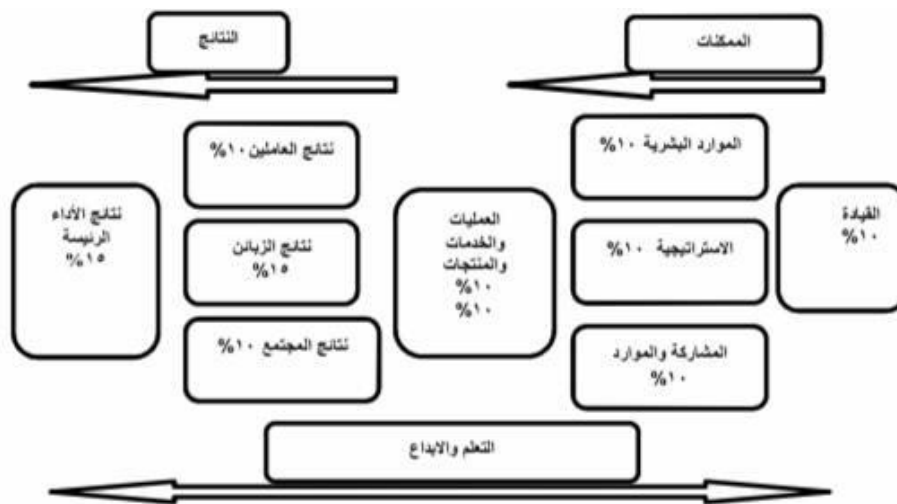 الممكنات
النتائج
القيادة
%١٠
الموارد البشرية ١٠%
الاستراتيجية ١٠%
المشاركة والموارد
%١٠
العمليات
والخدمات
والمنتجات
%١٠
%١٠
نتائج العاملين ١٠%
نتائج الزبائن
%١٥
نتائج المجتمع ١٠%
نتائج الأداء
الرئيسة
%١٥
التعلم والابداع